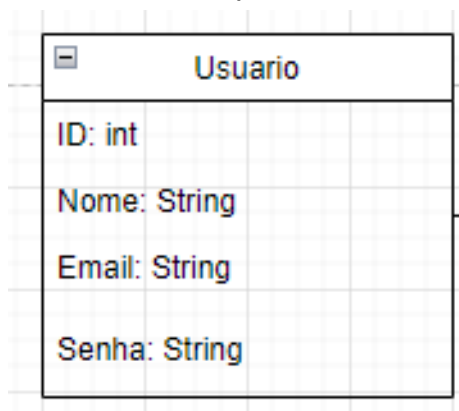 Usuario
ID: int
Nome: String
Email: String
Senha: String